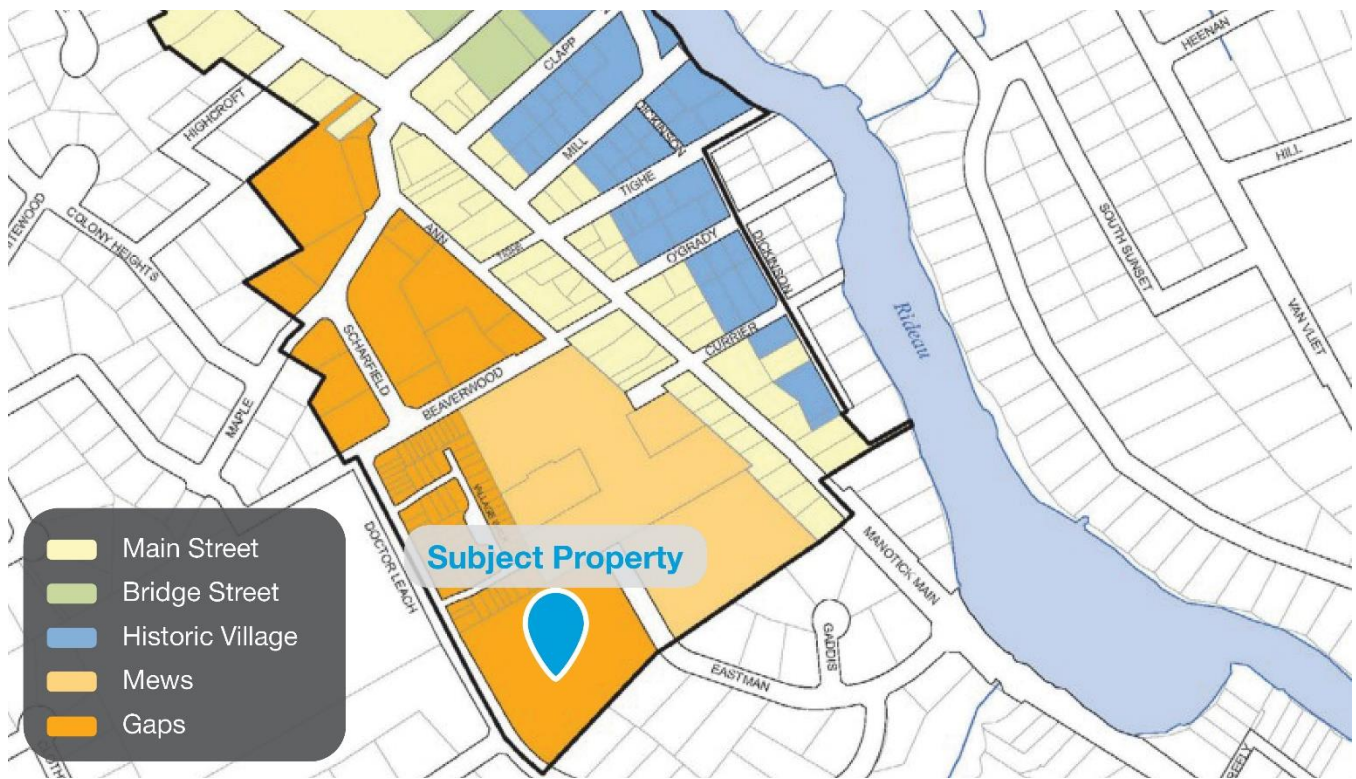 CLAPP
HEENAN
HIGHCROFT
DICKINSON
MILL
HILL
TIGHE
COLONY HEIGHTS
SOUTH SUNSET
ANN
TIGHE
O'GRADY
DICKINSON
VAN VLIET
Rideau
SCHARFIELD
CURRIER
BEAVERWOOD
MAPLE
DOCTOR LEACH
MANOTICK MAIN
Subject Property
GADDIS
EASTMAN
Main Street
Bridge Street
Historic Village
Mews
Gaps